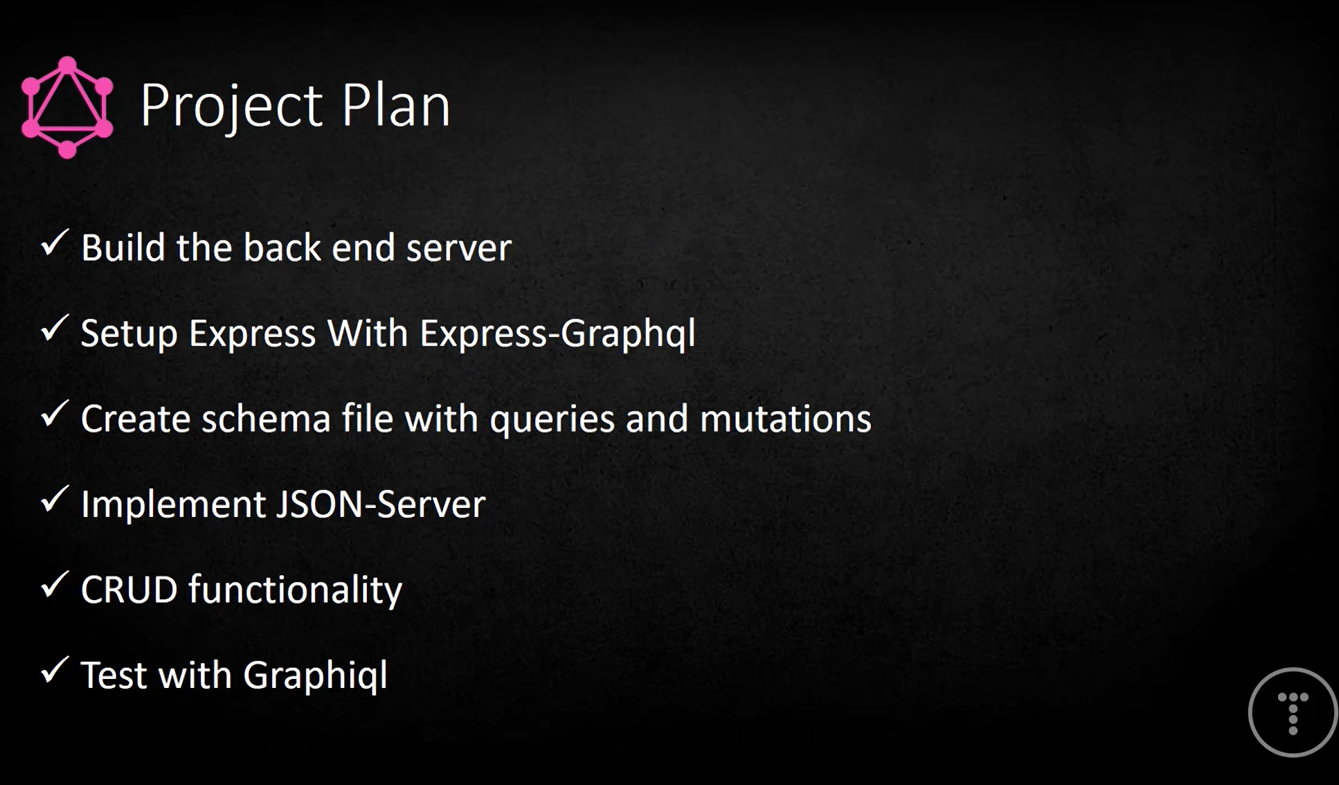 Project Plan
✓ Build the back end server
✓ Setup Express With Express-Graphql
✓ Create schema file with queries and mutations
✓ Implement JSON-Server
✓ CRUD functionality
✓ Test with Graphiql
T